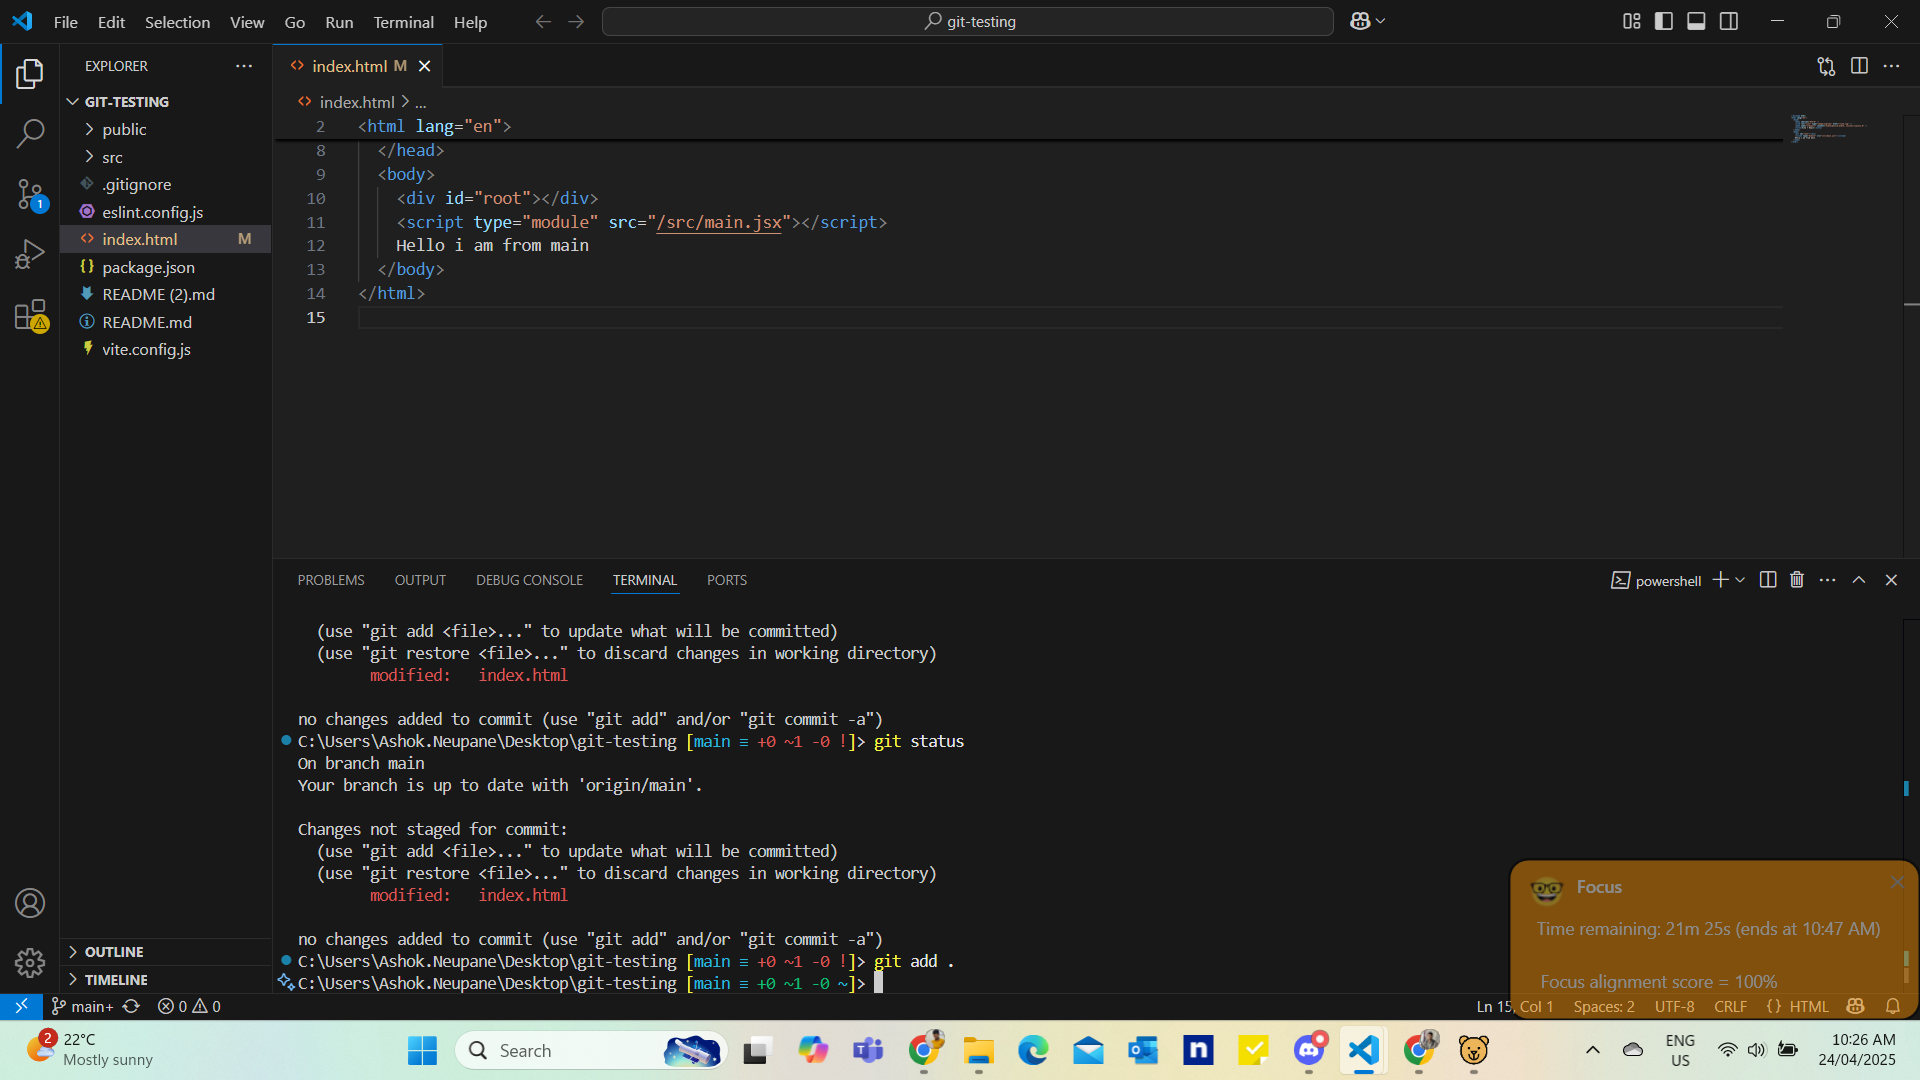 File Edit Selection View Go Run Terminal Help
git-testing
EXPLORER
GIT-TESTING
public
src
.gitignore
eslint.config.js
index.html M
package.json
README (2).md
README.md
vite.config.js
OUTLINE
TIMELINE
1
index.html M
index.html > ...
2 <html lang="en">
8 </head>
9 <body>
10 <div id="root"></div>
11 <script type="module" src="/src/main.jsx"></script>
12 Hello i am from main
13 </body>
14 </html>
15
PROBLEMS OUTPUT DEBUG CONSOLE TERMINAL PORTS
powershell
(use "git add <file>..." to update what will be committed)
(use "git restore <file>..." to discard changes in working directory)
modified: index.html
no changes added to commit (use "git add" and/or "git commit -a")
C:\Users\Ashok.Neupane\Desktop\git-testing [main ≡ +0 ~1 -0 !]> git status
On branch main
Your branch is up to date with 'origin/main'.
Changes not staged for commit:
(use "git add <file>..." to update what will be committed)
(use "git restore <file>..." to discard changes in working directory)
modified: index.html
no changes added to commit (use "git add" and/or "git commit -a")
C:\Users\Ashok.Neupane\Desktop\git-testing [main ≡ +0 ~1 -0 !]> git add .
C:\Users\Ashok.Neupane\Desktop\git-testing [main ≡ +0 ~1 -0 ~]>
Focus
Time remaining: 21m 25s (ends at 10:47 AM)
Focus alignment score = 100%
main+ 0 0
Ln 15, Col 1 Spaces: 2 UTF-8 CRLF {} HTML
2
22°C
Mostly sunny
Search
ENG
US
10:26 AM
24/04/2025